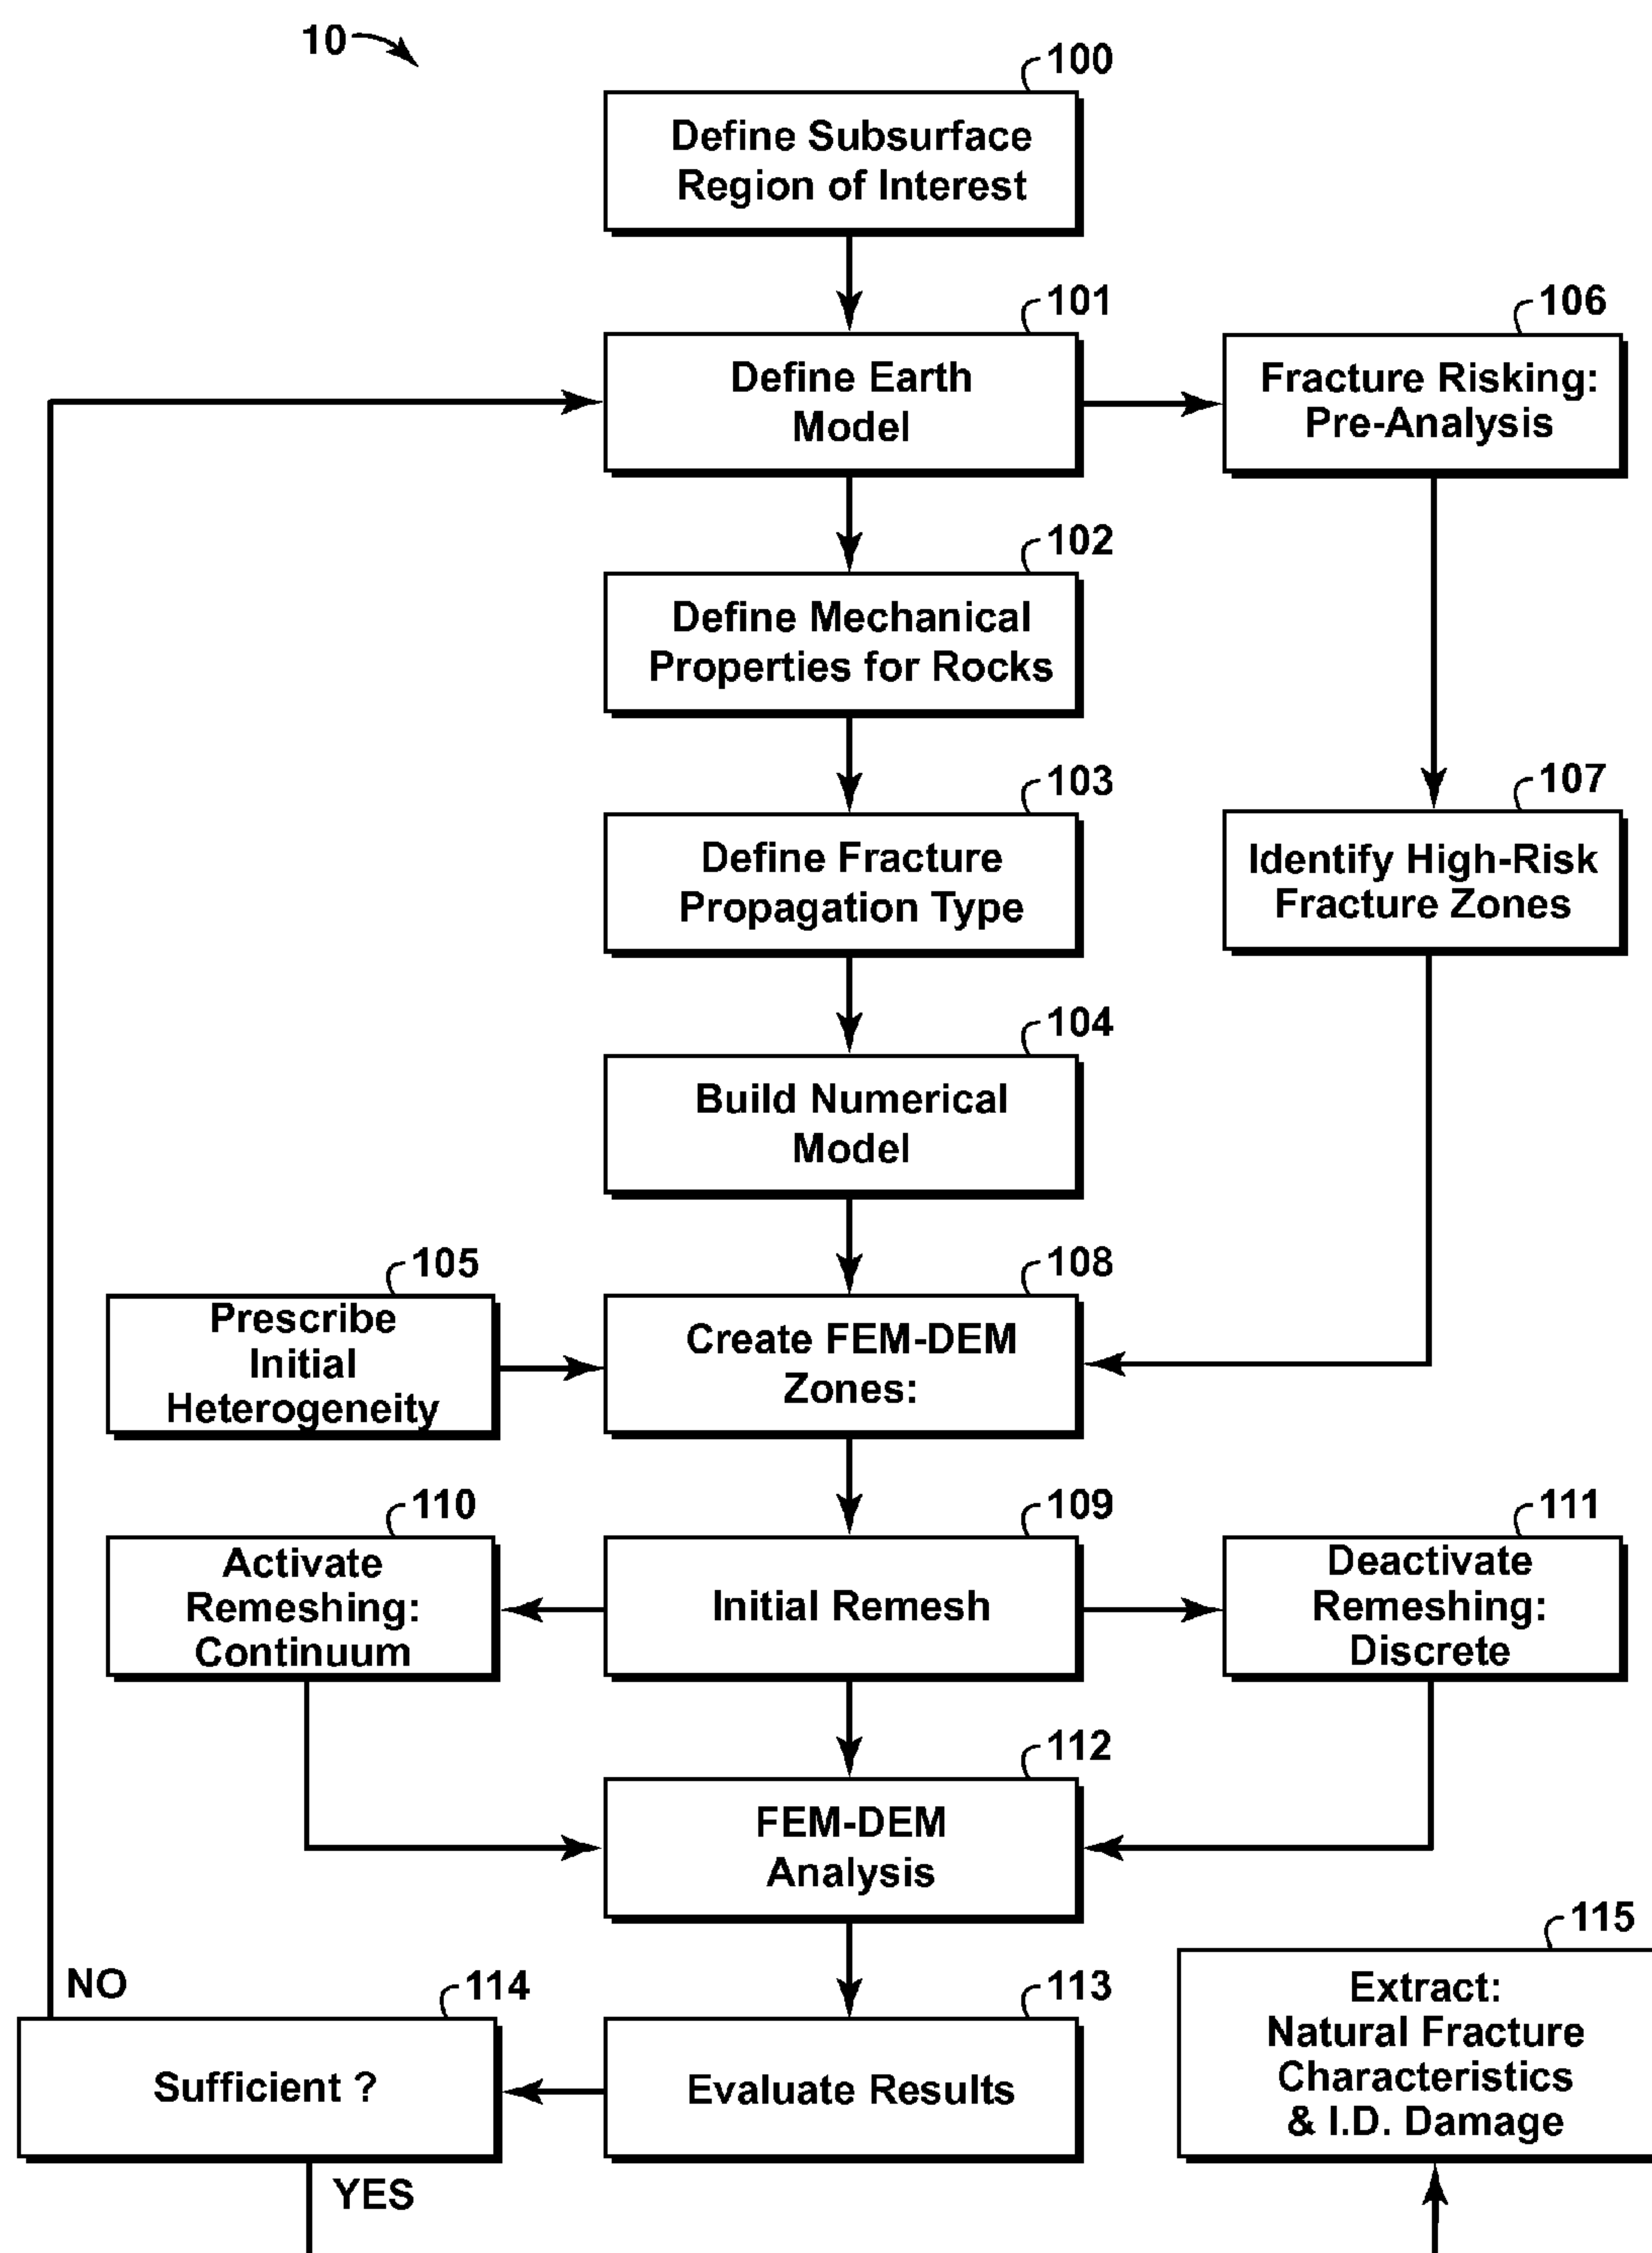 10
100
Define Subsurface
Region of Interest
101
Define Earth
Model
106
Fracture Risking:
Pre-Analysis
102
Define Mechanical
Properties for Rocks
103
Define Fracture
Propagation Type
107
Identify High-Risk
Fracture Zones
104
Build Numerical
Model
105
Prescribe
Initial
Heterogeneity
108
Create FEM-DEM
Zones:
110
Activate
Remeshing:
Continuum
109
Initial Remesh
111
Deactivate
Remeshing:
Discrete
112
FEM-DEM
Analysis
NO
114
Sufficient ?
YES
113
Evaluate Results
115
Extract:
Natural Fracture
Characteristics
& I.D. Damage